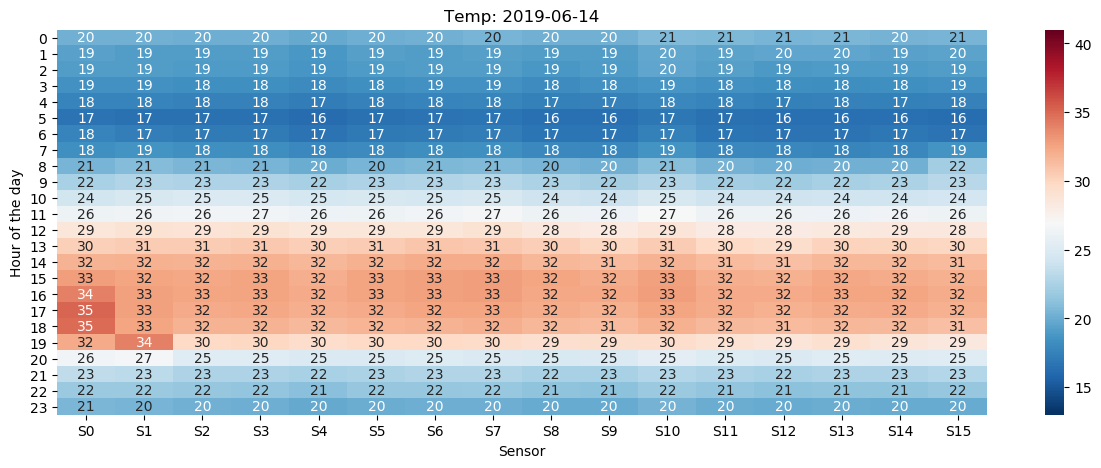 Temp: 2019-06-14
0 20 20 20 20 20 20 20 20 20 20 21 21 21 21 20 21
1 19 19 19 19 19 19 19 19 19 19 20 19 20 20 19 20
2 19 19 19 19 19 19 19 19 19 19 20 19 19 19 19 19
3 19 19 18 18 18 18 19 19 18 18 19 18 18 18 18 19
4 18 18 18 18 17 18 18 18 17 17 18 18 17 18 17 18
5 17 17 17 17 16 17 17 17 16 16 17 17 16 16 16 16
6 18 17 17 17 17 17 17 17 17 17 17 17 17 17 17 17
7 18 19 18 18 18 18 18 18 18 18 19 18 18 18 18 19
8 21 21 21 21 20 20 21 21 20 20 21 20 20 20 20 22
9 22 23 23 23 22 23 23 23 23 22 23 22 22 22 23 23
10 24 25 25 25 25 25 25 25 24 24 25 24 24 24 24 24
11 26 26 26 27 26 26 26 27 26 26 27 26 26 26 26 26
12 29 29 29 29 29 29 29 29 28 28 29 28 28 28 29 28
13 30 31 31 31 30 31 31 31 30 30 31 30 29 30 30 30
14 32 32 32 32 32 32 32 32 32 31 32 31 31 32 32 31
15 33 32 32 33 32 33 33 33 32 32 33 32 32 32 32 32
16 34 33 33 33 32 33 33 33 32 32 33 32 32 33 32 32
17 35 33 32 32 32 32 32 33 32 32 33 32 32 32 32 32
18 35 33 32 32 32 32 32 32 32 31 32 32 31 32 32 31
19 32 34 30 30 30 30 30 30 29 29 30 29 29 29 29 29
20 26 27 25 25 25 25 25 25 25 25 25 25 25 25 25 25
21 23 23 23 23 22 23 23 23 23 22 23 23 22 23 23 23
22 22 22 22 22 21 22 22 22 21 21 22 21 21 21 21 22
23 21 20 20 20 20 20 20 20 20 20 20 20 20 20 20 20
S0 S1 S2 S3 S4 S5 S6 S7 S8 S9 S10 S11 S12 S13 S14 S15
Sensor
Hour of the day
40
35
30
25
20
15